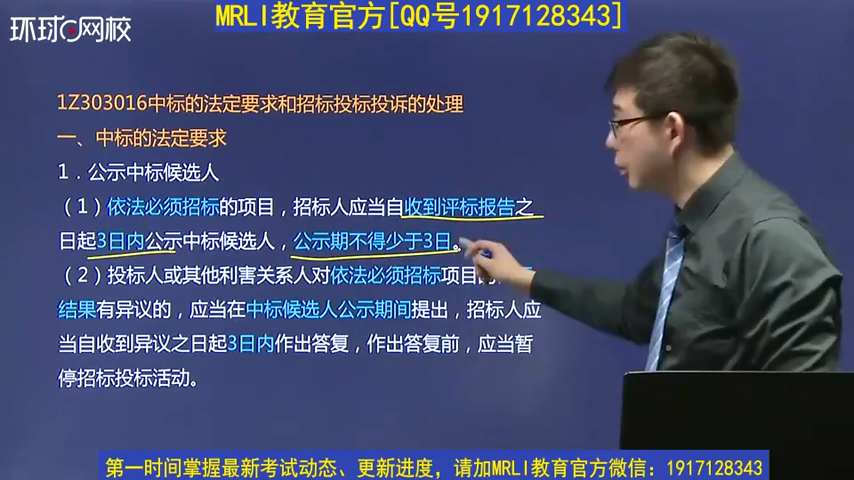 MRLI教育官方[QQ号1917128343]
环球网校
1Z303016中标的法定要求和招标投标投诉的处理
一、中标的法定要求
1．公示中标候选人
（1）依法必须招标的项目，招标人应当自收到评标报告之
日起3日内公示中标候选人，公示期不得少于3日。
（2）投标人或其他利害关系人对依法必须招标项目的
结果有异议的，应当在中标候选人公示期间提出，招标人应
当自收到异议之日起3日内作出答复，作出答复前，应当暂
停招标投标活动。
第一时间掌握最新考试动态、更新进度，请加MRLI教育官方微信：1917128343